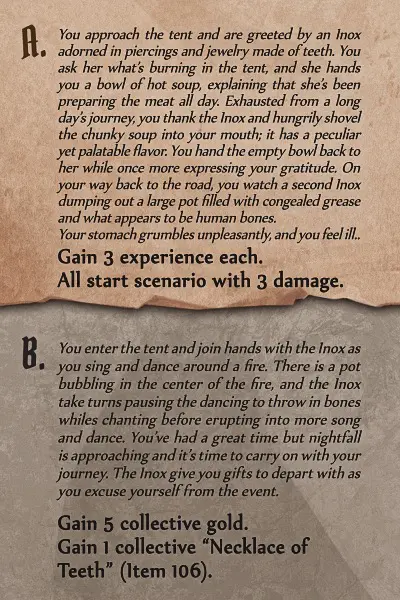 A. You approach the tent and are greeted by an Inox
adorned in piercings and jewelry made of teeth. You
ask her what's burning in the tent, and she hands
you a bowl of hot soup, explaining that she's been
preparing the meat all day. Exhausted from a long
day's journey, you thank the Inox and hungrily shovel
the chunky soup into your mouth; it has a peculiar
yet palatable flavor. You hand the empty bowl back to
her while once more expressing your gratitude. On
your way back to the road, you watch a second Inox
dumping out a large pot filled with congealed grease
and what appears to be human bones.
Your stomach grumbles unpleasantly, and you feel ill..
Gain 3 experience each.
All start scenario with 3 damage.
B. You enter the tent and join hands with the Inox as
you sing and dance around a fire. There is a pot
bubbling in the center of the fire, and the Inox
take turns pausing the dancing to throw in bones
whiles chanting before erupting into more song
and dance. You've had a great time but nightfall
is approaching and it's time to carry on with your
journey. The Inox give you gifts to depart with as
you excuse yourself from the event.
Gain 5 collective gold.
Gain 1 collective “Necklace of
Teeth” (Item 106).